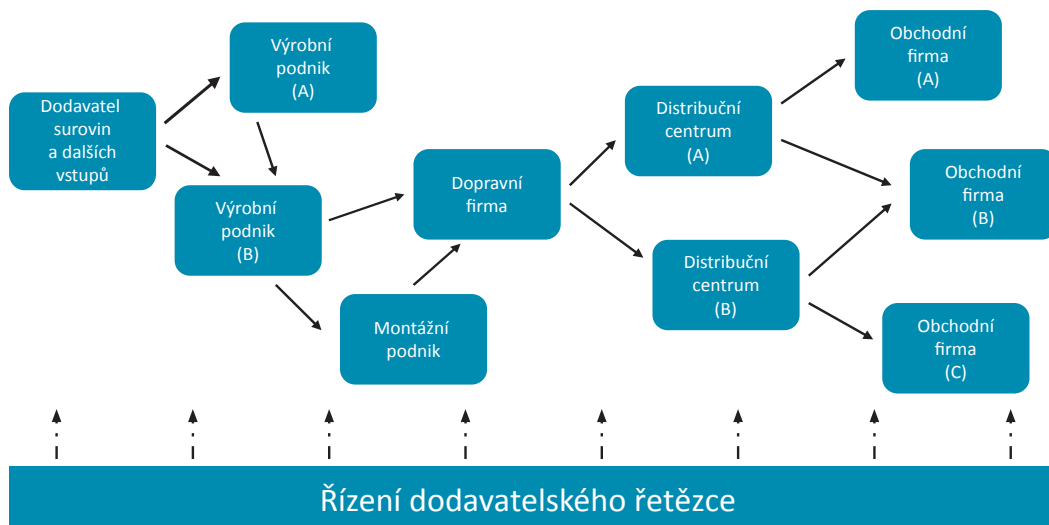 Dodavatel
surovin
a dalších
vstupů
Výrobní
podnik
(A)
Výrobní
podnik
(B)
Montážní
podnik
Dopravní
firma
Distribuční
centrum
(A)
Distribuční
centrum
(B)
Obchodní
firma
(A)
Obchodní
firma
(B)
Obchodní
firma
(C)
Řízení dodavatelského řetězce